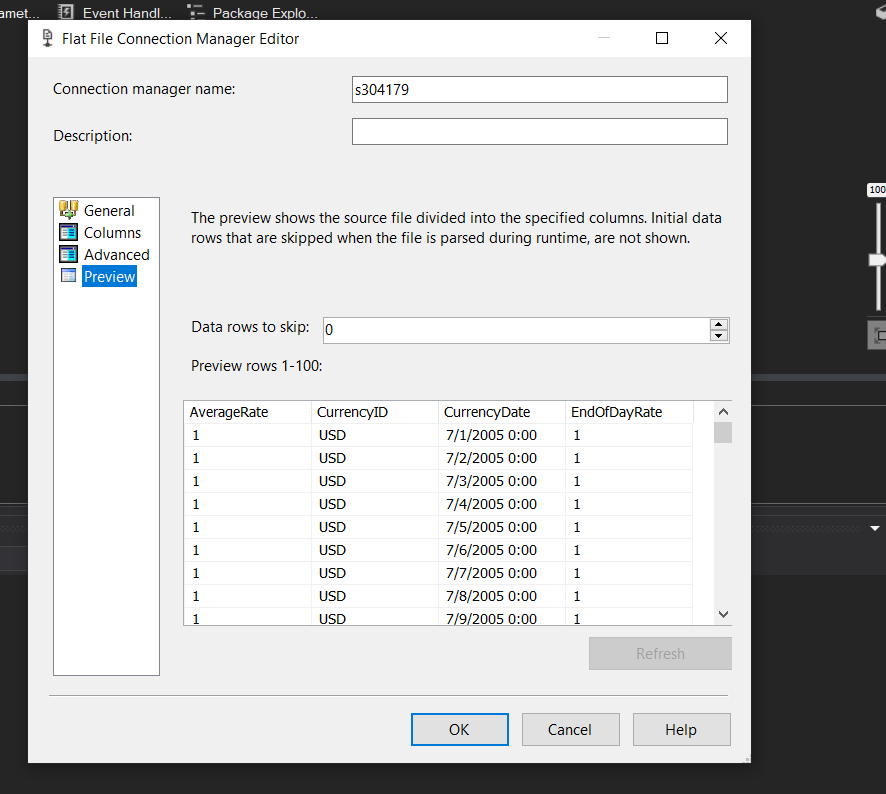 amet... Event Handl... Package Explo...
Flat File Connection Manager Editor
Connection manager name: s304179
Description:
General
Columns
Advanced
Preview
The preview shows the source file divided into the specified columns. Initial data
rows that are skipped when the file is parsed during runtime, are not shown.
100
Data rows to skip: 0
Preview rows 1-100:
AverageRate CurrencyID CurrencyDate EndOfDayRate
1 USD 7/1/2005 0:00 1
1 USD 7/2/2005 0:00 1
1 USD 7/3/2005 0:00 1
1 USD 7/4/2005 0:00 1
1 USD 7/5/2005 0:00 1
1 USD 7/6/2005 0:00 1
1 USD 7/7/2005 0:00 1
1 USD 7/8/2005 0:00 1
1 USD 7/9/2005 0:00 1
Refresh
OK Cancel Help